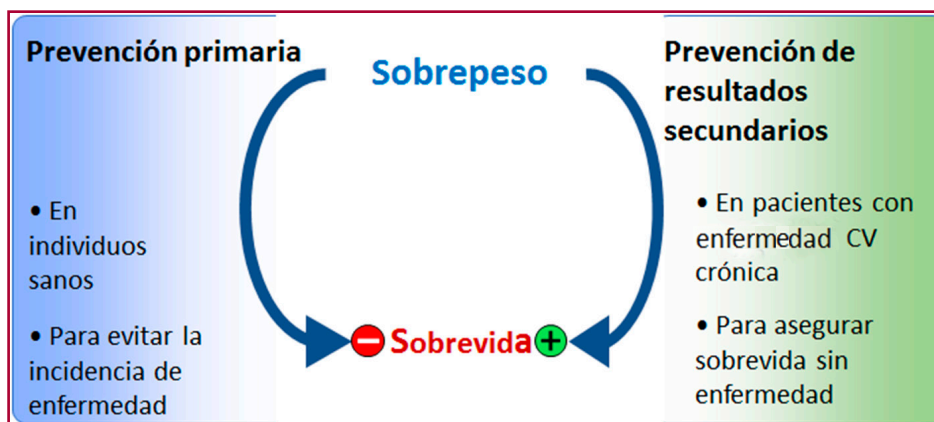 Prevención primaria
• En
individuos
sanos
• Para evitar la
incidencia de
enfermedad
Sobrepeso
Sobrevida
Prevención de
resultados
secundarios
• En pacientes con
enfermedad CV
crónica
• Para asegurar
sobrevida sin
enfermedad